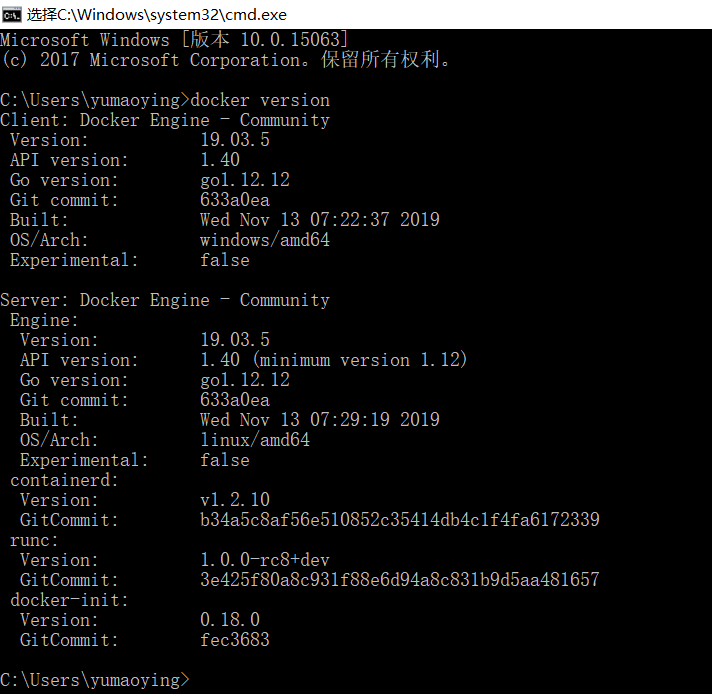 选择C:\Windows\system32\cmd.exe
Microsoft Windows [版本 10.0.15063]
(c) 2017 Microsoft Corporation。保留所有权利。
C:\Users\yumaoying>docker version
Client: Docker Engine - Community
Version: 19.03.5
API version: 1.40
Go version: go1.12.12
Git commit: 633a0ea
Built: Wed Nov 13 07:22:37 2019
OS/Arch: windows/amd64
Experimental: false
Server: Docker Engine - Community
Engine:
Version: 19.03.5
API version: 1.40 (minimum version 1.12)
Go version: go1.12.12
Git commit: 633a0ea
Built: Wed Nov 13 07:29:19 2019
OS/Arch: linux/amd64
Experimental: false
containerd:
Version: v1.2.10
GitCommit: b34a5c8af56e510852c35414db4c1f4fa6172339
runc:
Version: 1.0.0-rc8+dev
GitCommit: 3e425f80a8c931f88e6d94a8c831b9d5aa481657
docker-init:
Version: 0.18.0
GitCommit: fec3683
C:\Users\yumaoying>